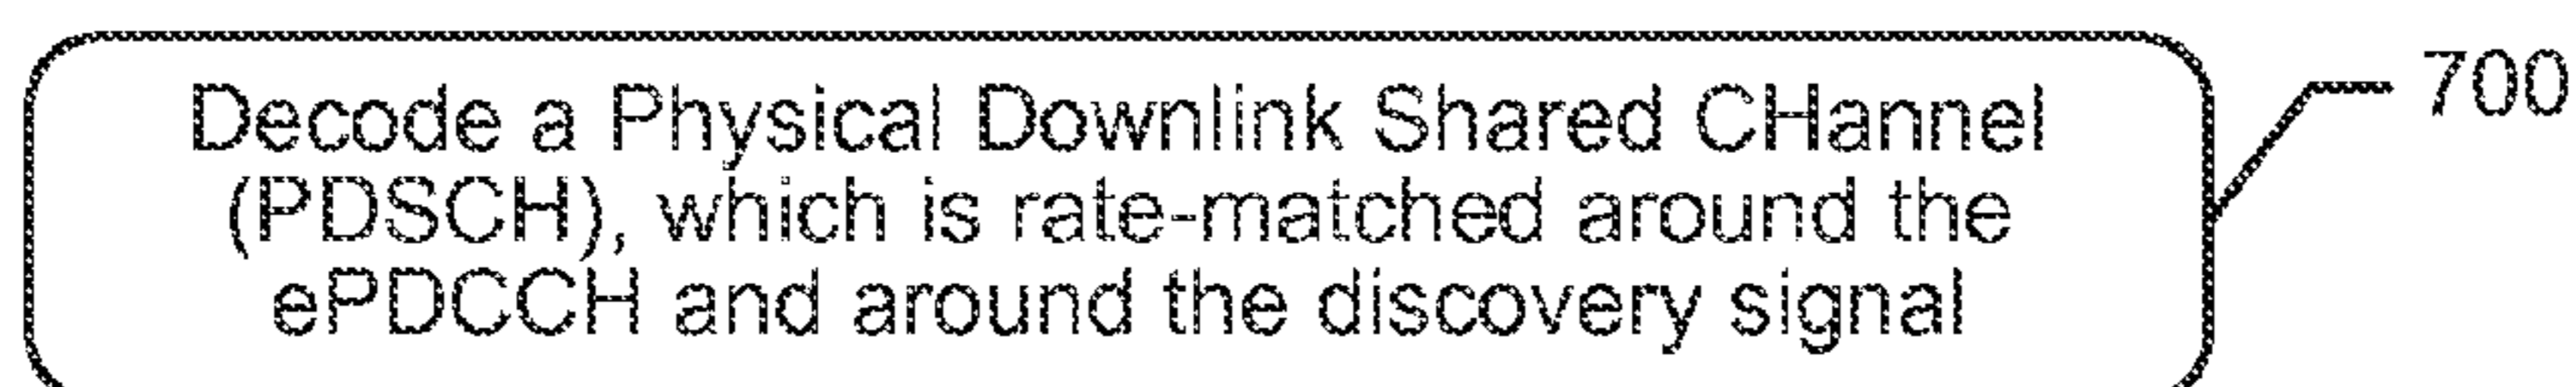 Decode a Physical Downlink Shared CHannel
(PDSCH), which is rate-matched around the
ePDCCH and around the discovery signal
700